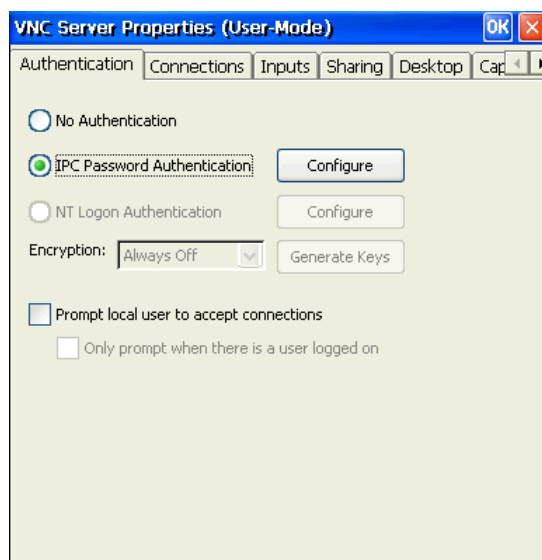 VNC Server Properties (User-Mode) OK
Authentication Connections Inputs Sharing Desktop Cap
No Authentication
IPC Password Authentication Configure
NT Logon Authentication Configure
Encryption: Always Off Generate Keys
Prompt local user to accept connections
Only prompt when there is a user logged on